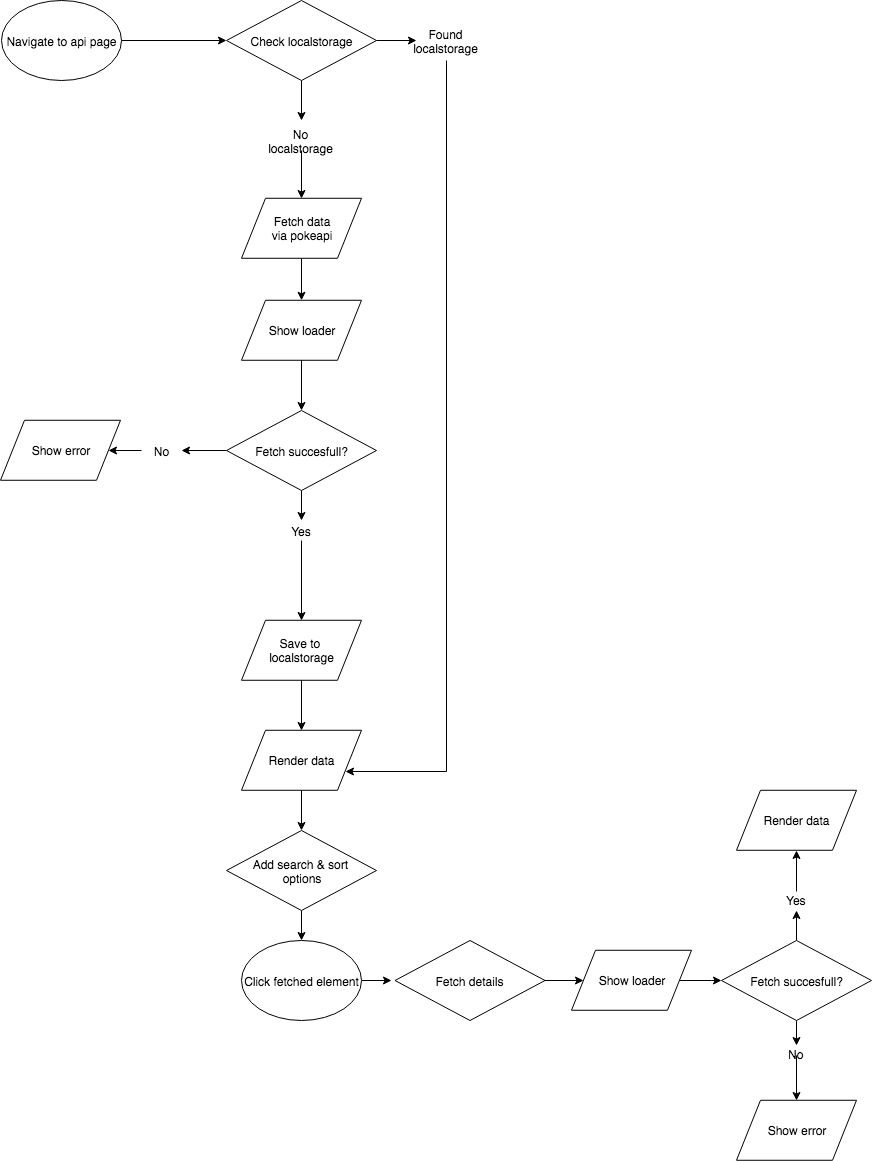 Navigate to api page
Check localstorage
Found
localstorage
No
localstorage
Fetch data
via pokeapi
Show loader
Fetch succesfull?
No
Show error
Yes
Save to
localstorage
Render data
Add search & sort
options
Click fetched element
Fetch details
Show loader
Fetch succesfull?
Yes
Render data
No
Show error